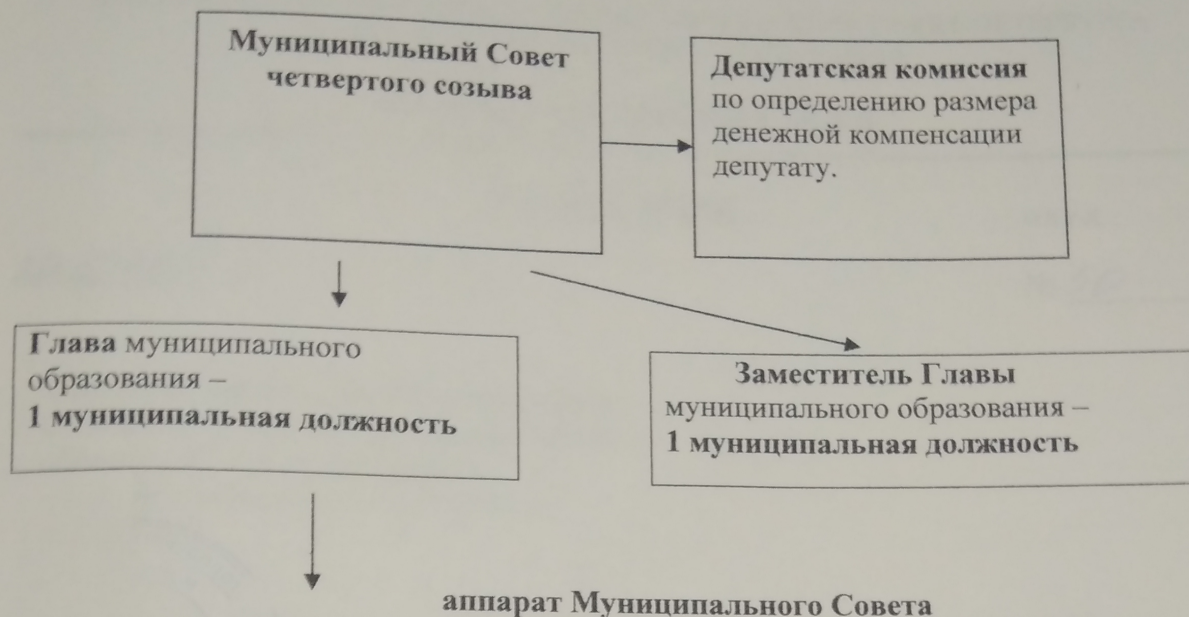 Муниципальный Совет
четвертого созыва
Депутатская комиссия
по определению размера
денежной компенсации
депутату.
Глава муниципального
образования –
1 муниципальная должность
Заместитель Главы
муниципального образования –
1 муниципальная должность
аппарат Муниципального Совета